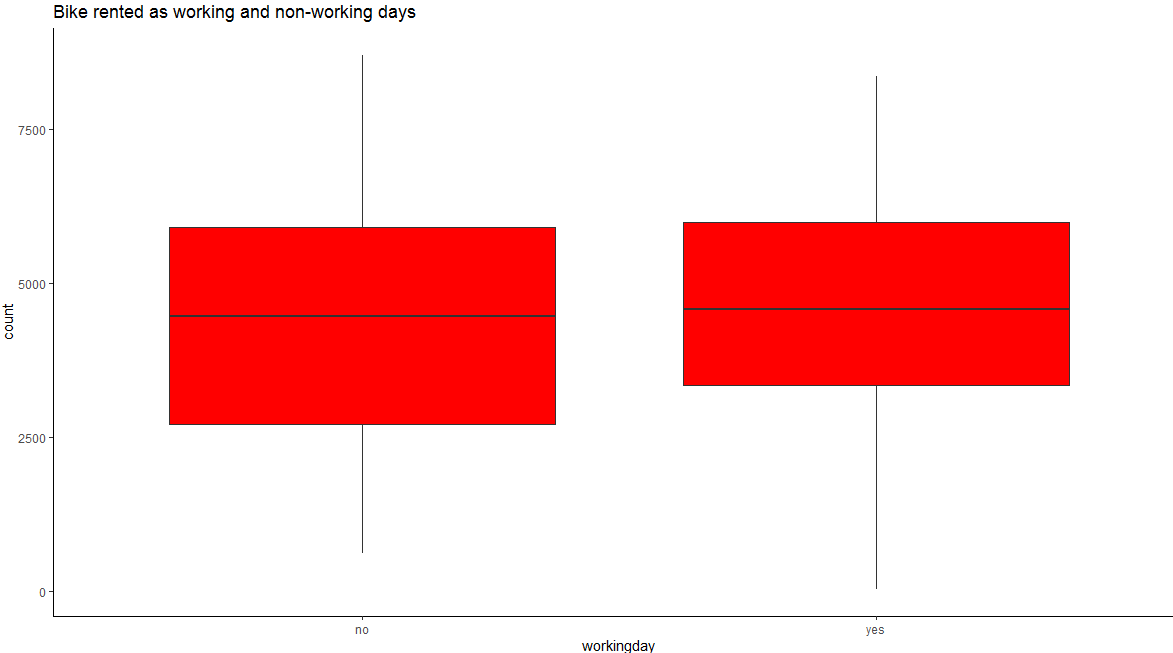 Bike rented as working and non-working days
count
7500
5000
2500
0
no
yes
workingday